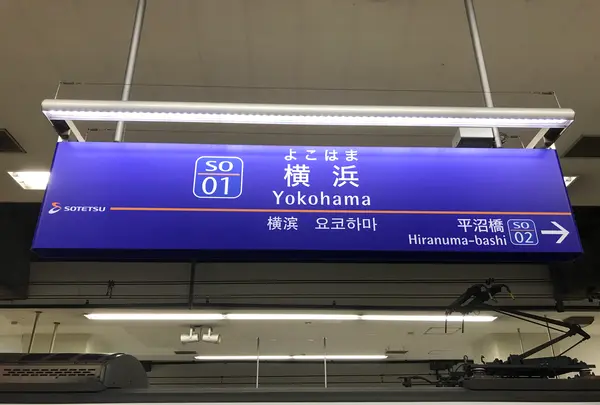 よこはま
SO
01
横浜
Yokohama
SOTETSU
横滨 요코하마
平沼橋
Hiranuma-bashi
SO
02